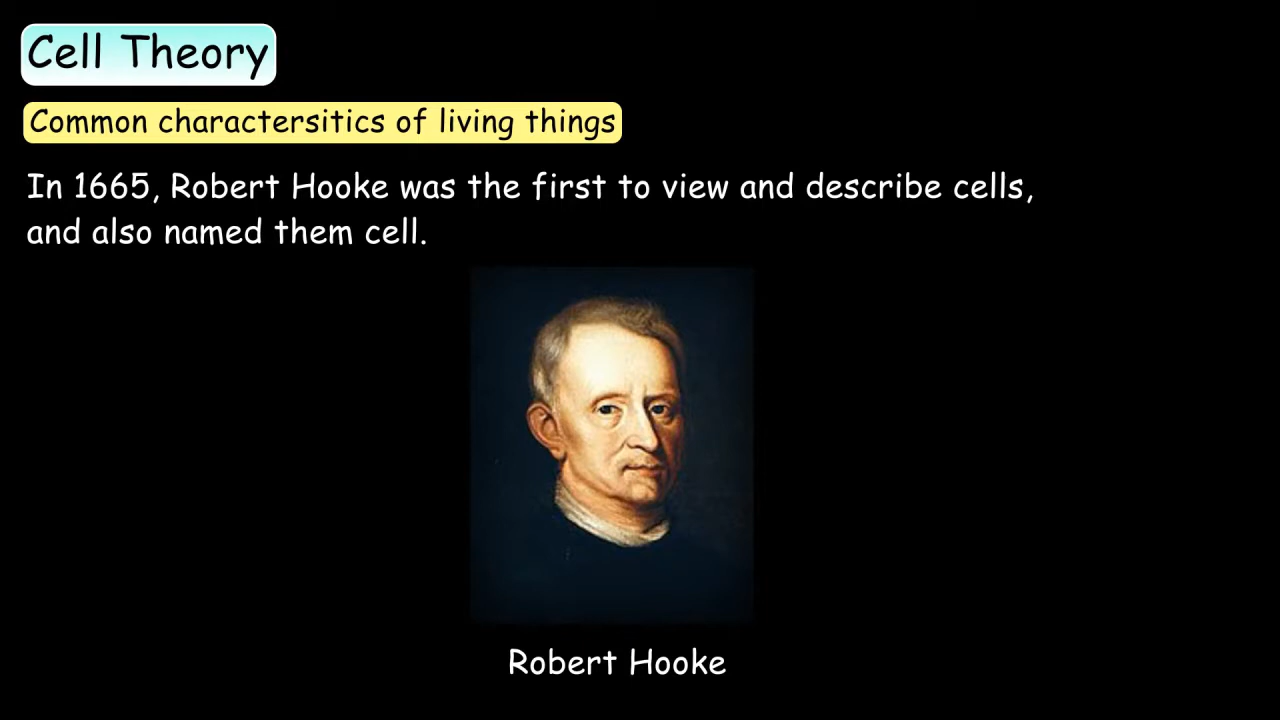 Cell Theory
Common charactersitics of living things
In 1665, Robert Hooke was the first to view and describe cells,
and also named them cell.
Robert Hooke